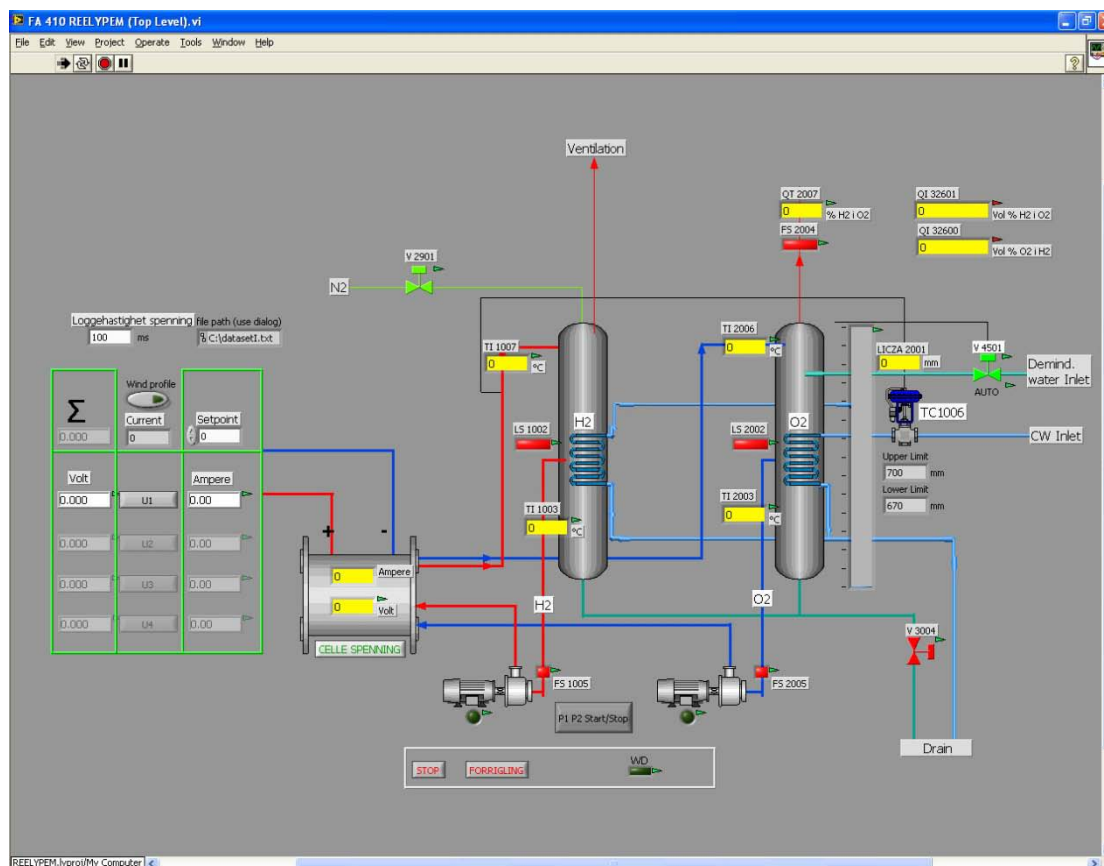 FA 410 REELYPEM (Top Level).vi
File Edit View Project Operate Tools Window Help
?
Ventilation
QT 2007
0
% H2 i O2
FS 2004
QI 32601
0
Vol % H2 i O2
QI 32600
0
Vol % O2 i H2
V 2901
N2
Loggehastighet spenning
100 ms
file path (use dialog)
C:\dataset1.txt
TI 1007
0
ºC
TI 2006
0
ºC
LICZA 2001
0
mm
V 4501
AUTO
Demind.
water Inlet
Σ
0.000
Wind profile
Current
0
Setpoint
0
H2
O2
LS 1002
LS 2002
TC1006
CW Inlet
Upper Limit
700 mm
Lower Limit
670 mm
Volt
Ampere
0.000 U1 0.00
0.000 U2 0.00
0.000 U3 0.00
0.000 U4 0.00
TI 1003
0
ºC
TI 2003
0
ºC
+ -
0 Ampere
0 Volt
CELLE SPENNING
H2
O2
V 3004
FS 1005
FS 2005
P1 P2 Start/Stop
Drain
STOP FORRIGLING WD
REELYPEM.lvproj/My Computer